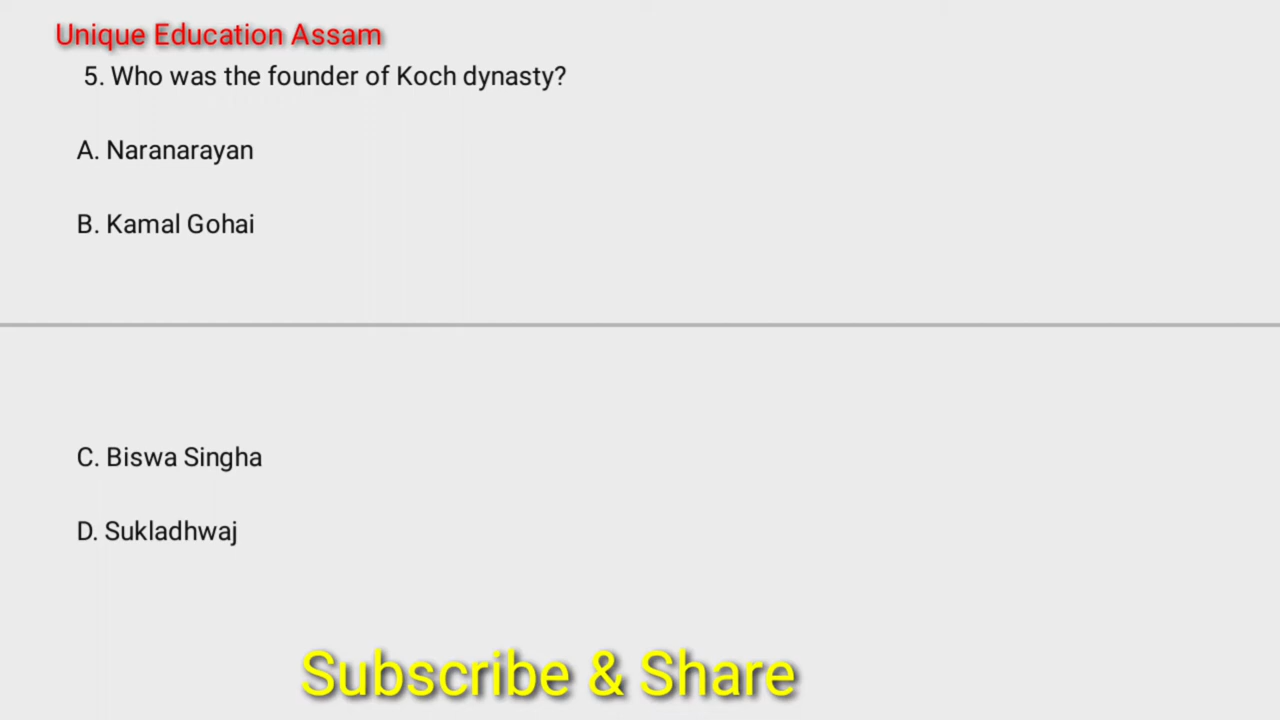 Unique Education Assam
5. Who was the founder of Koch dynasty?
A. Naranarayan
B. Kamal Gohai
C. Biswa Singha
D. Sukladhwaj
Subscribe & Share